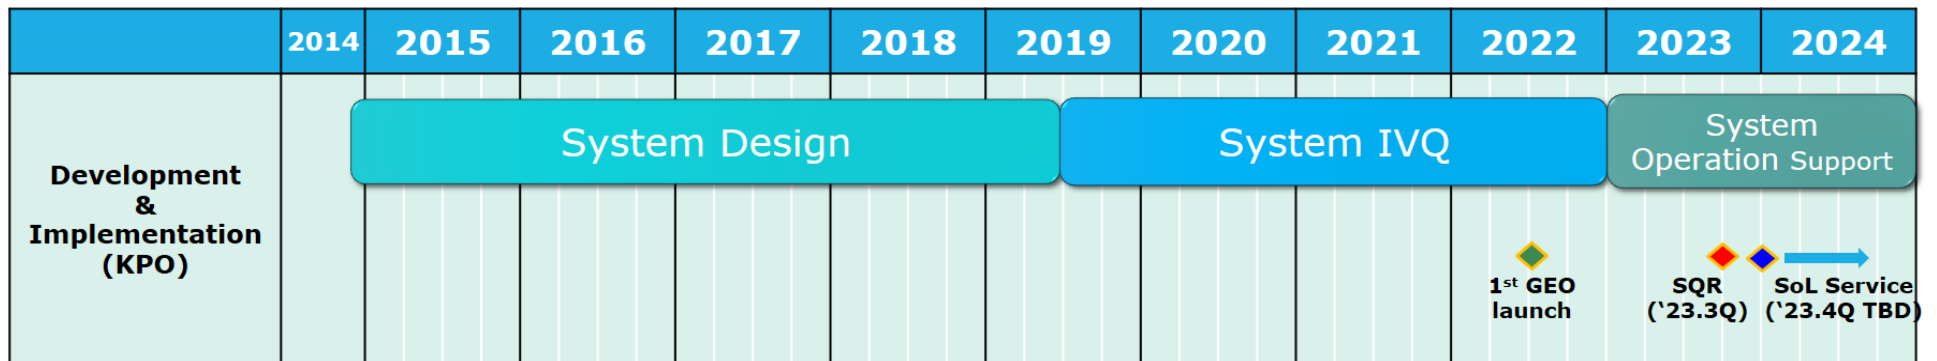 2014 2015 2016 2017 2018 2019 2020 2021 2022 2023 2024
System Design
System IVQ
System
Operation Support
Development
&
Implementation
(KPO)
1st GEO
launch
SQR
(‘23.3Q)
SoL Service
(‘23.4Q TBD)